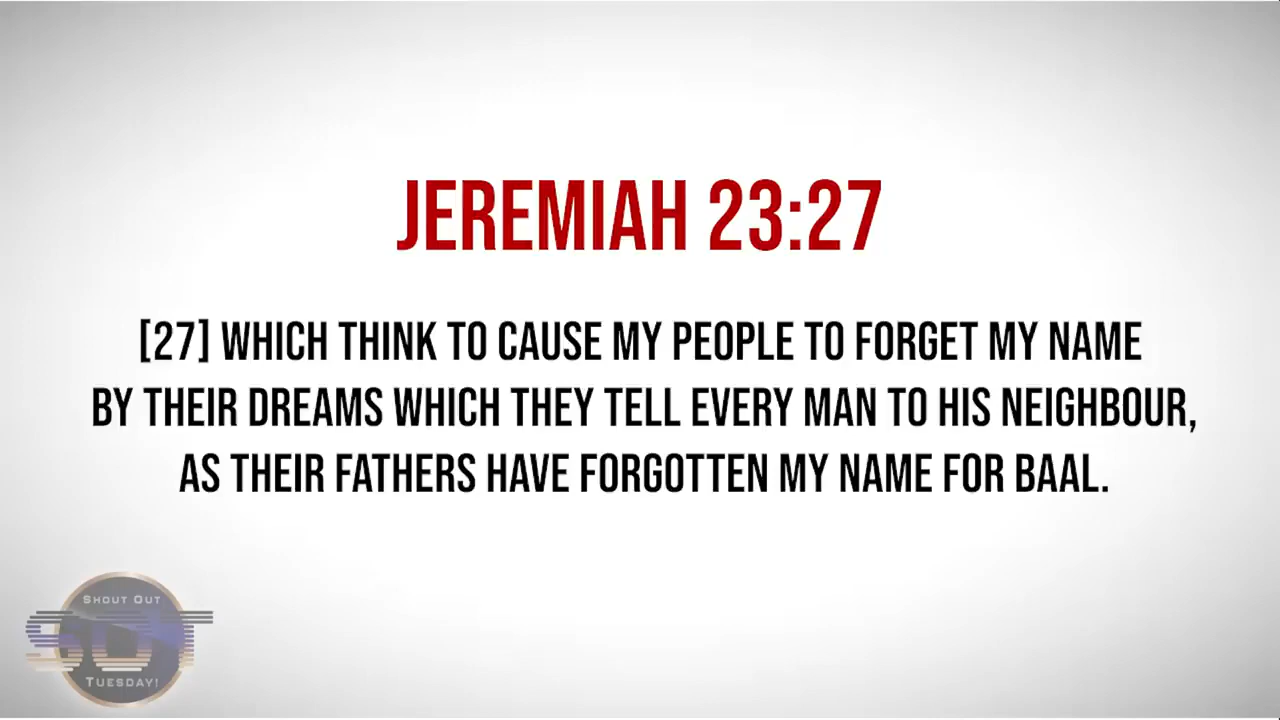 JEREMIAH 23:27
[27] WHICH THINK TO CAUSE MY PEOPLE TO FORGET MY NAME
BY THEIR DREAMS WHICH THEY TELL EVERY MAN TO HIS NEIGHBOUR,
AS THEIR FATHERS HAVE FORGOTTEN MY NAME FOR BAAL.
SHOUT OUT
SOT
TUESDAY!